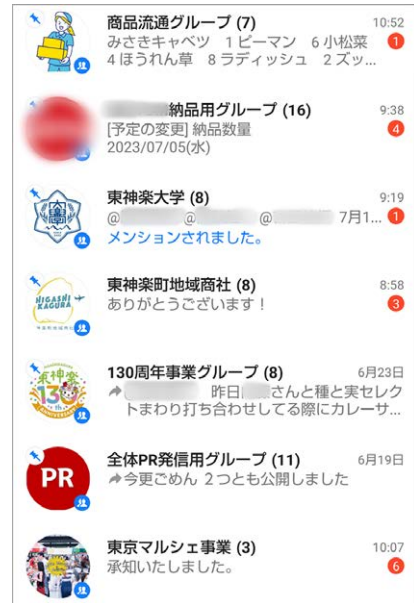 商品流通グループ (7)
10:52
みさきキャベツ 1ピーマン 6小松菜
4ほうれん草 8ラディッシュ 2ズッ...
1
納品用グループ (16)
9:38
[予定の変更] 納品数量
2023/07/05(水)
4
東神楽大学 (8)
9:19
@ @ @ 7月1...
1
メンションされました。
HIGASHI
KAGURA
東神楽町地域商社 (8)
8:58
ありがとうございます！
3
東神楽
130th
ANNIVERSARY
130周年事業グループ (8)
6月23日
昨日 さんと種と実セレク
トまわり打ち合わせしてる際にカレーサ...
PR
全体PR発信用グループ (11)
6月19日
今更ごめん 2つとも公開しました
東京マルシェ事業 (3)
10:07
承知いたしました。
6